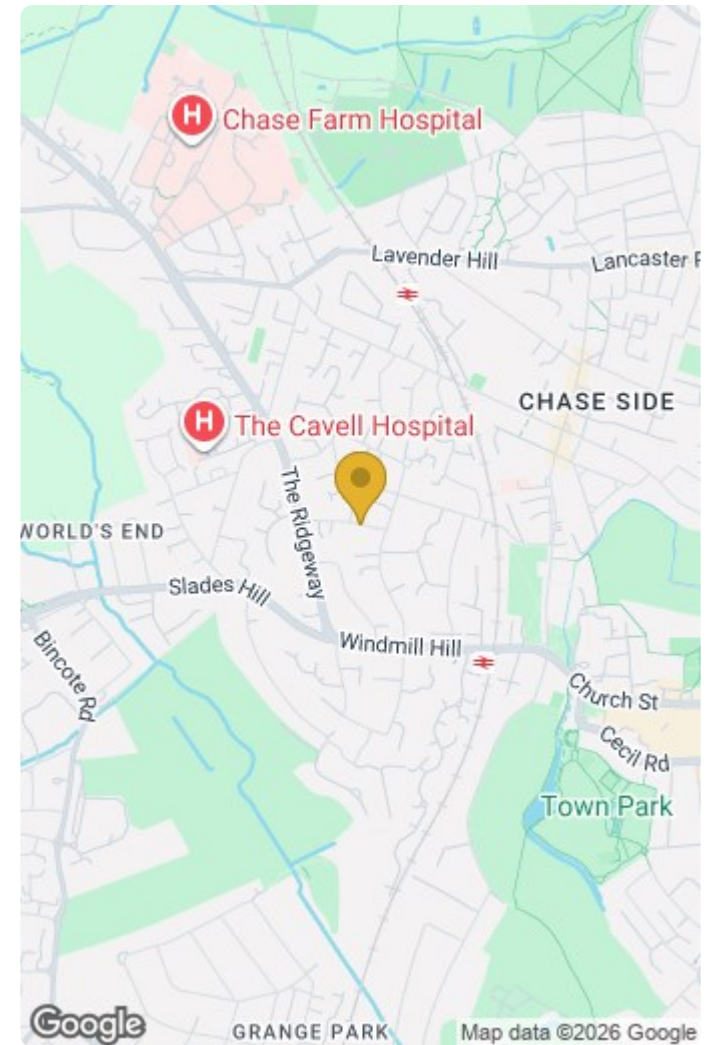 H Chase Farm Hospital
Lavender Hill
Lancaster R
CHASE SIDE
H The Cavell Hospital
The Ridgeway
WORLD'S END
Slades Hill
Windmill Hill
Bincote Rd
Church St
Cecil Rd
Town Park
Google
GRANGE PARK
Map data ©2026 Google